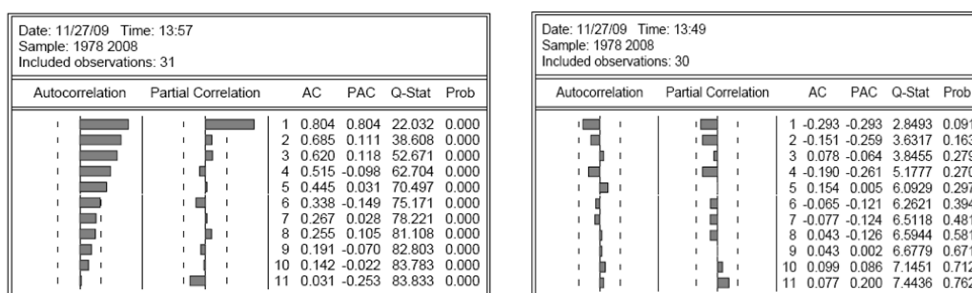 Date: 11/27/09 Time: 13:57
Sample: 1978 2008
Included observations: 31
Autocorrelation Partial Correlation AC PAC Q-Stat Prob
1 0.804 0.804 22.032 0.000
2 0.685 0.111 38.608 0.000
3 0.620 0.118 52.671 0.000
4 0.515 -0.098 62.704 0.000
5 0.445 0.031 70.497 0.000
6 0.338 -0.149 75.171 0.000
7 0.267 0.028 78.221 0.000
8 0.255 0.105 81.108 0.000
9 0.191 -0.070 82.803 0.000
10 0.142 -0.022 83.783 0.000
11 0.031 -0.253 83.833 0.000
Date: 11/27/09 Time: 13:49
Sample: 1978 2008
Included observations: 30
Autocorrelation Partial Correlation AC PAC Q-Stat Prob
1 -0.293 -0.293 2.8493 0.091
2 -0.151 -0.259 3.6317 0.163
3 0.078 -0.064 3.8455 0.279
4 -0.190 -0.261 5.1777 0.270
5 0.154 0.005 6.0929 0.297
6 -0.065 -0.121 6.2621 0.394
7 -0.077 -0.124 6.5118 0.481
8 0.043 -0.126 6.5944 0.581
9 0.043 0.002 6.6779 0.671
10 0.099 0.086 7.1451 0.712
11 0.077 0.200 7.4436 0.762